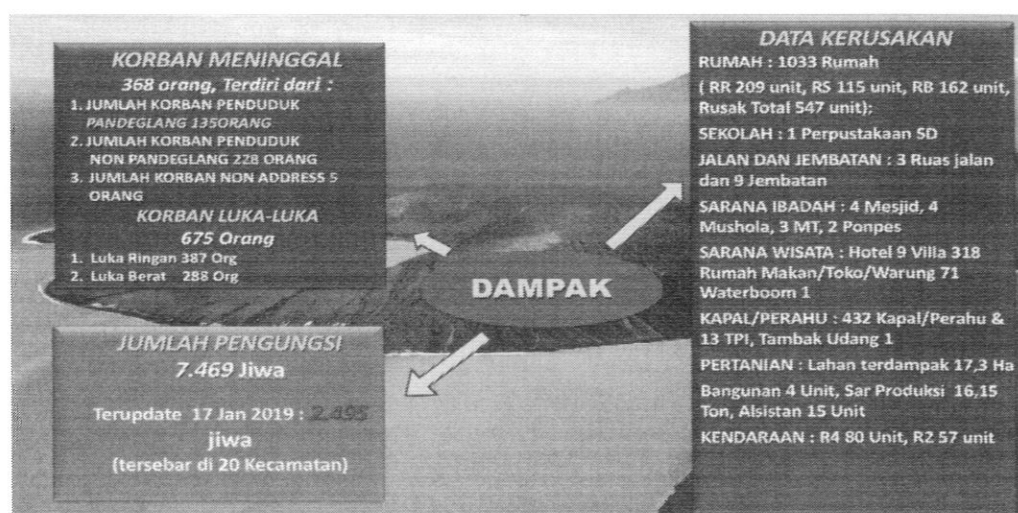 KORBAN MENINGGAL
368 orang, Terdiri dari :
1. JUMLAH KORBAN PENDUDUK
PANDEGLANG 135ORANG
2. JUMLAH KORBAN PENDUDUK
NON PANDEGLANG 228 ORANG
3. JUMLAH KORBAN NON ADDRESS 5
ORANG
KORBAN LUKA-LUKA
675 Orang
1. Luka Ringan 387 Org
2. Luka Berat 288 Org
JUMLAH PENGUNGSI
7.469 Jiwa
Terupdate 17 Jan 2019 : 2.495
jiwa
(tersebar di 20 Kecamatan)
DAMPAK
DATA KERUSAKAN
RUMAH : 1033 Rumah
( RR 209 unit, RS 115 unit, RB 162 unit,
Rusak Total 547 unit);
SEKOLAH : 1 Perpustakaan SD
JALAN DAN JEMBATAN : 3 Ruas jalan
dan 9 Jembatan
SARANA IBADAH : 4 Mesjid, 4
Mushola, 3 MT, 2 Ponpes
SARANA WISATA : Hotel 9 Villa 318
Rumah Makan/Toko/Warung 71
Waterboom 1
KAPAL/PERAHU : 432 Kapal/Perahu &
13 TPI, Tambak Udang 1
PERTANIAN : Lahan terdampak 17,3 Ha
Bangunan 4 Unit, Sar Produksi 16,15
Ton, Alsistan 15 Unit
KENDARAAN : R4 80 Unit, R2 57 unit